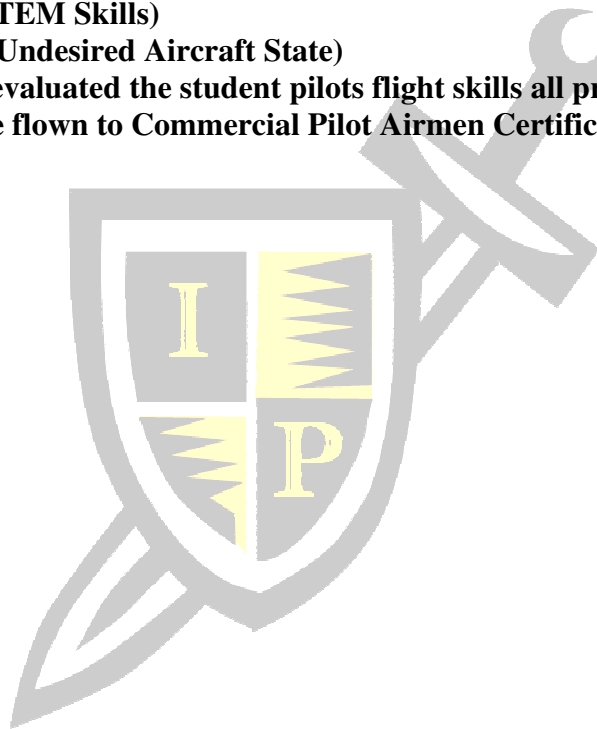 TEM Skills)
Undesired Aircraft State)
evaluated the student pilots flight skills all pr
e flown to Commercial Pilot Airmen Certific
I
P